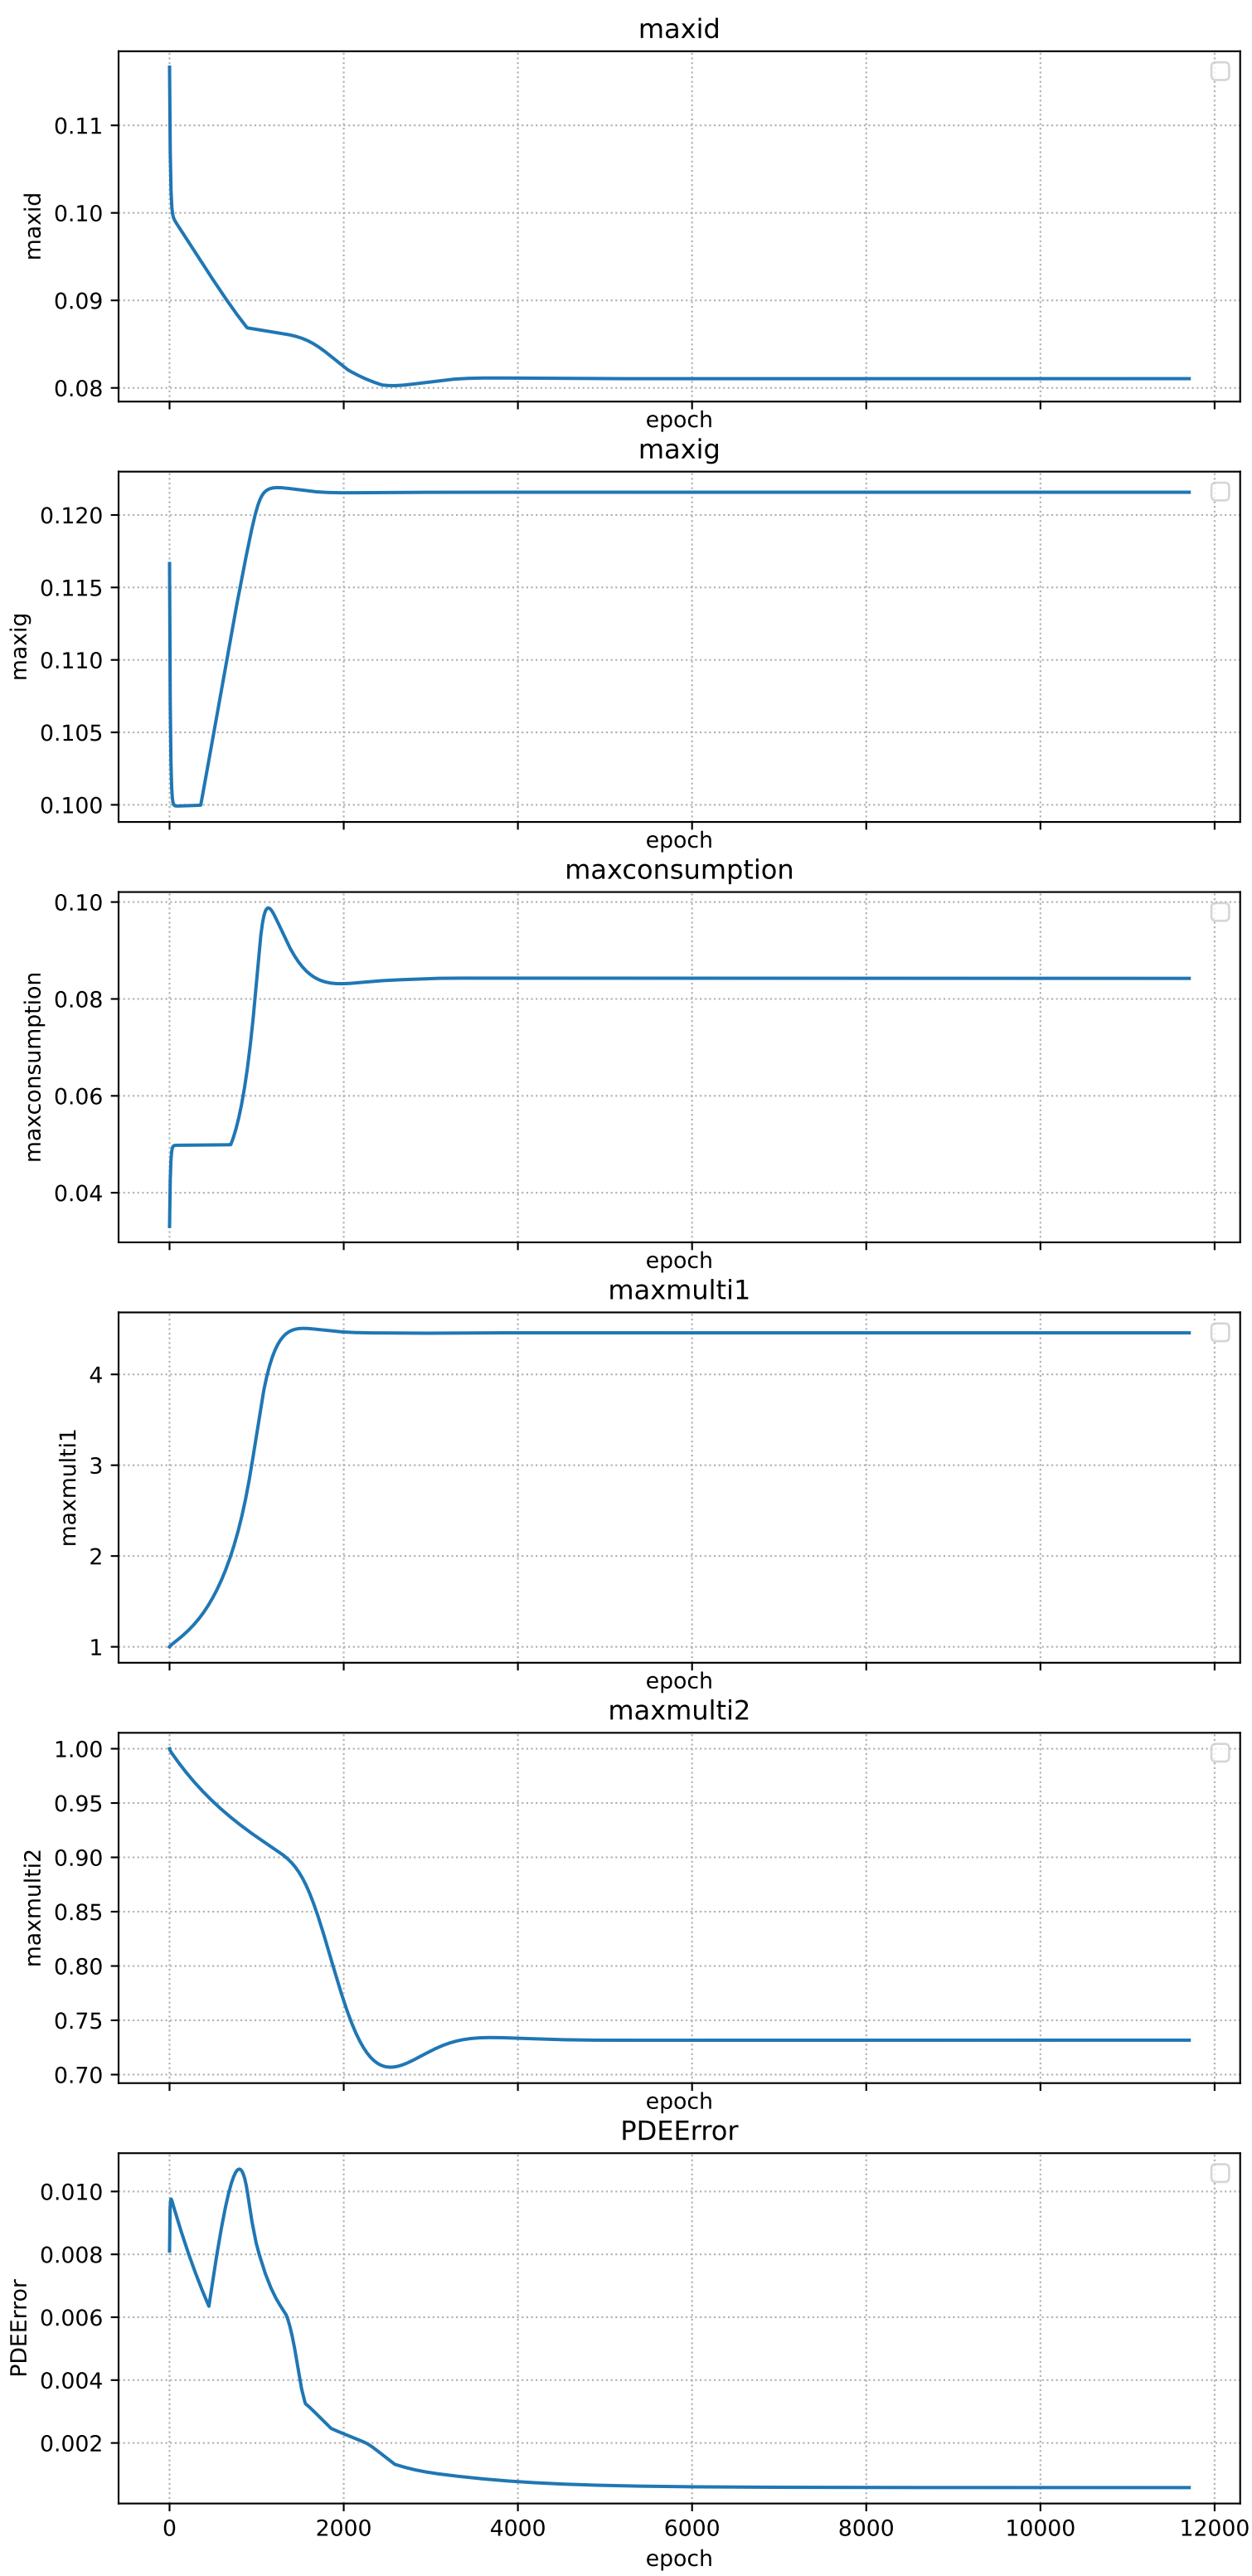 maxid
0.11
0.10
0.09
0.08
maxid
epoch
maxig
0.120
0.115
0.110
0.105
0.100
maxig
epoch
maxconsumption
0.10
0.08
0.06
0.04
maxconsumption
epoch
maxmulti1
4
3
2
1
maxmulti1
epoch
maxmulti2
1.00
0.95
0.90
0.85
0.80
0.75
0.70
maxmulti2
epoch
PDEError
0.010
0.008
0.006
0.004
0.002
PDEError
0 2000 4000 6000 8000 10000 12000
epoch